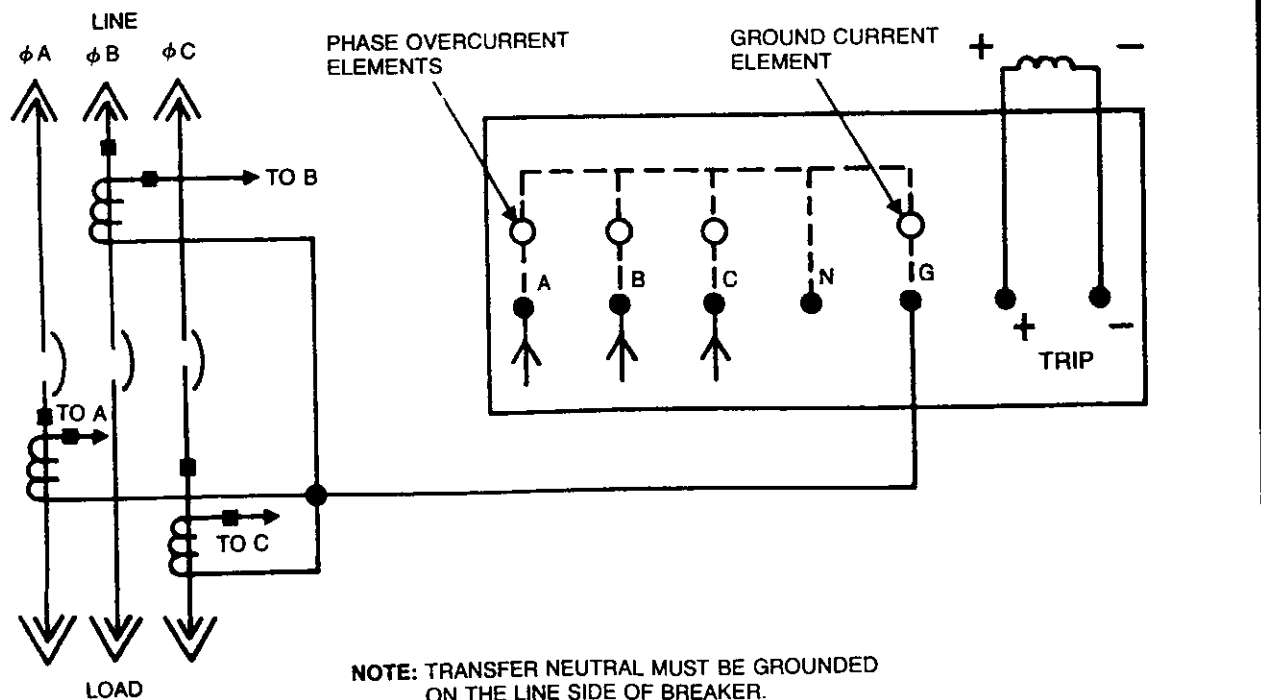 LINE
φA φB φC
PHASE OVERCURRENT
ELEMENTS
GROUND CURRENT
ELEMENT
+ −
TO B
A B C N G
+ −
TRIP
TO A
TO C
LOAD
NOTE: TRANSFER NEUTRAL MUST BE GROUNDED
ON THE LINE SIDE OF BREAKER.